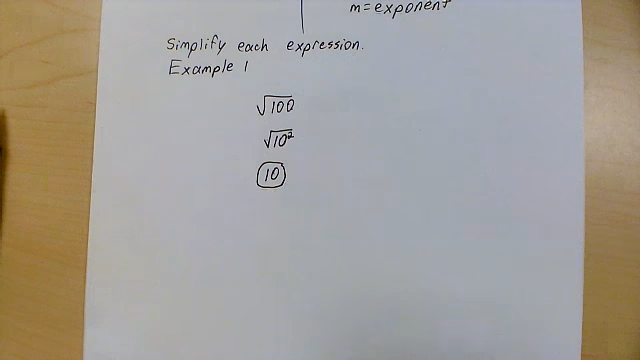 m=exponent
Simplify each expression.
Example 1
√100
√10²
10